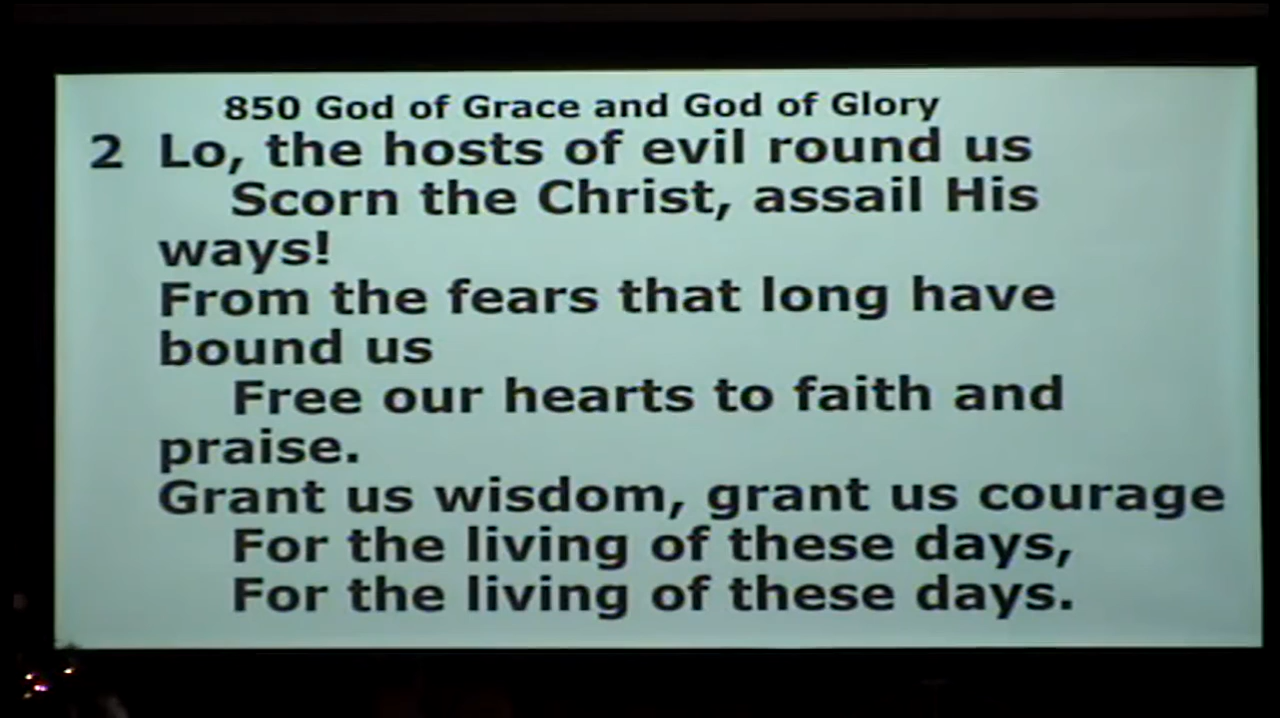 850 God of Grace and God of Glory
2 Lo, the hosts of evil round us
Scorn the Christ, assail His
ways!
From the fears that long have
bound us
Free our hearts to faith and
praise.
Grant us wisdom, grant us courage
For the living of these days,
For the living of these days.